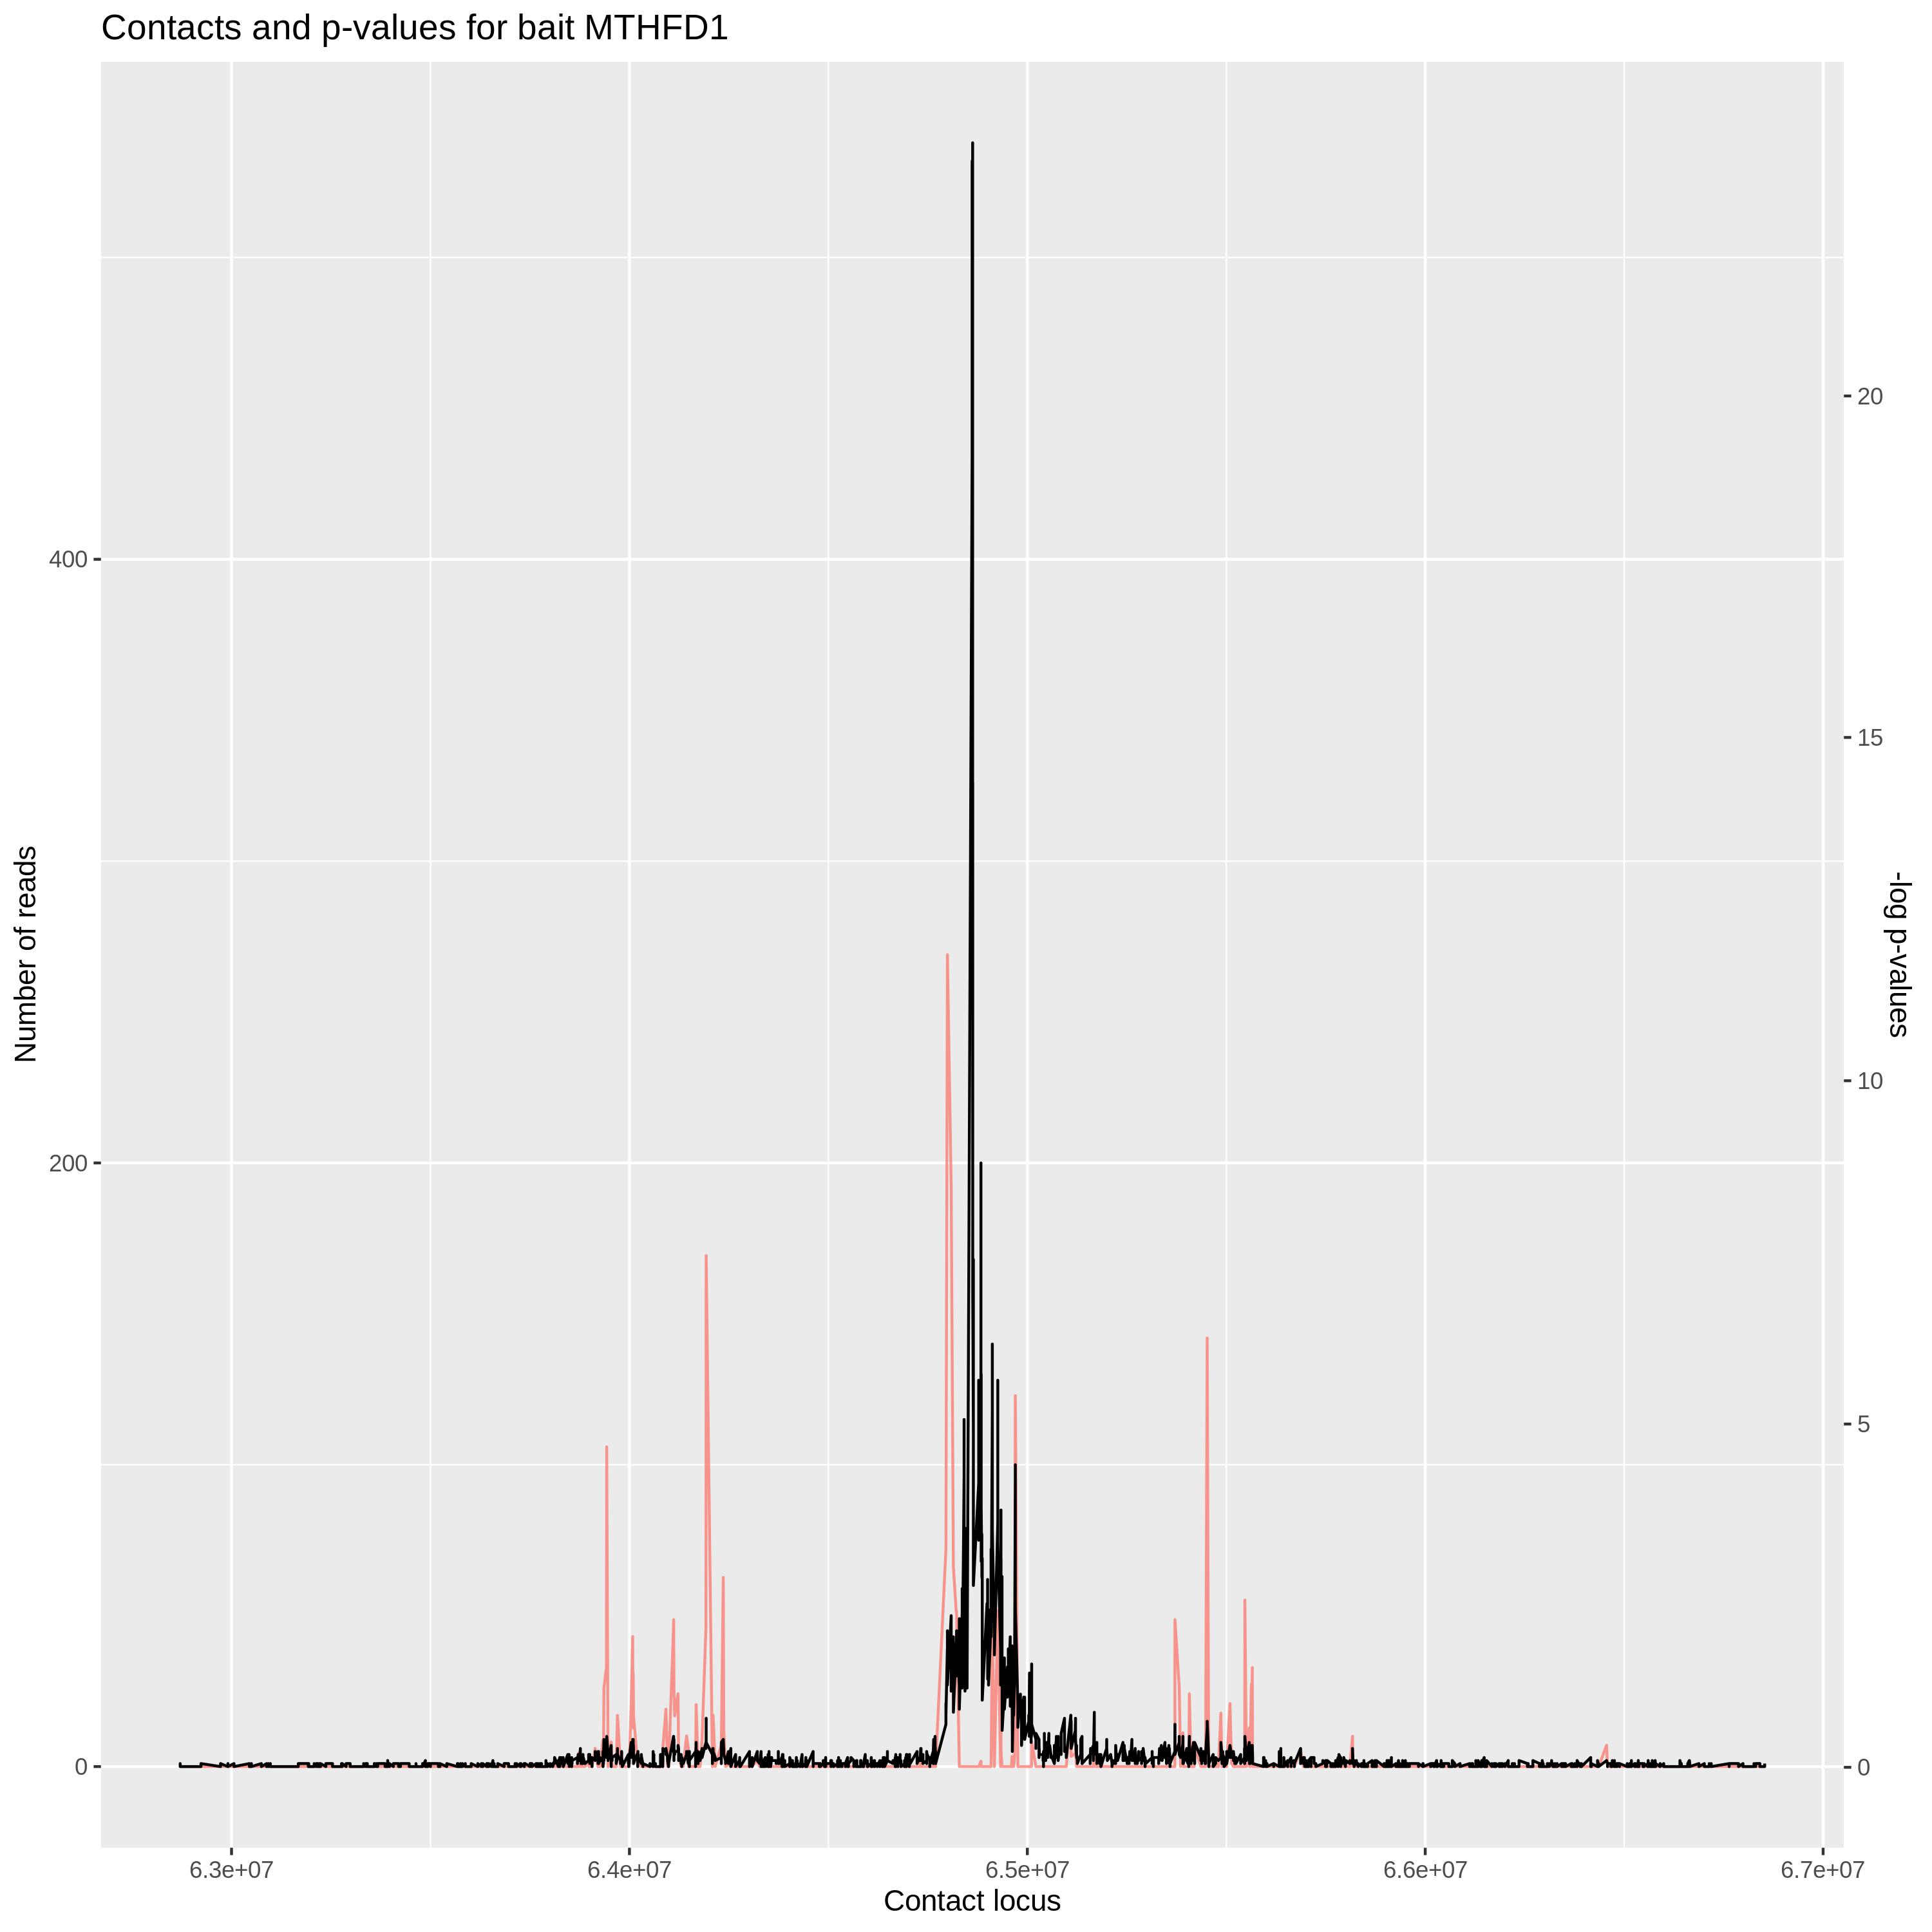 Contacts and p-values for bait MTHFD1
Number of reads
400
200
0
20
15
10
5
0
-log p-values
6.3e+07
6.4e+07
6.5e+07
6.6e+07
6.7e+07
Contact locus